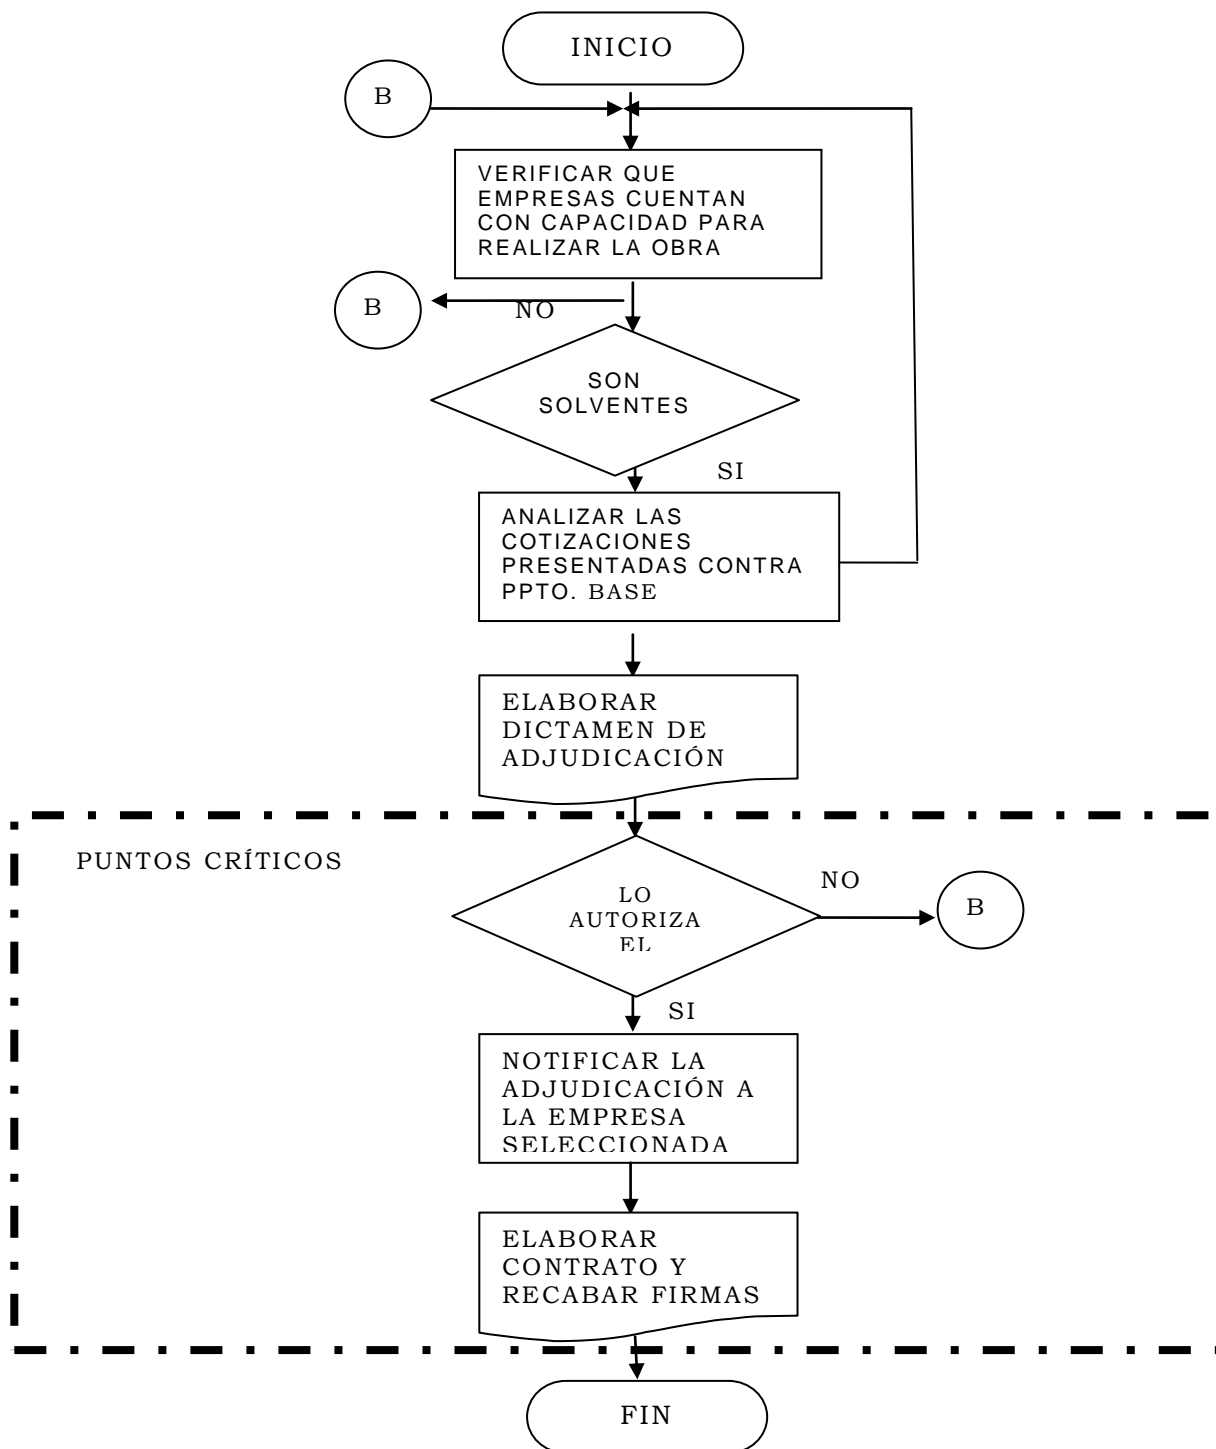 INICIO
B
VERIFICAR QUE
EMPRESAS CUENTAN
CON CAPACIDAD PARA
REALIZAR LA OBRA
B
NO
SON
SOLVENTES
SI
ANALIZAR LAS
COTIZACIONES
PRESENTADAS CONTRA
PPTO. BASE
ELABORAR
DICTAMEN DE
ADJUDICACIÓN
PUNTOS CRÍTICOS
NO
LO
AUTORIZA
EL
B
SI
NOTIFICAR LA
ADJUDICACIÓN A
LA EMPRESA
SELECCIONADA
ELABORAR
CONTRATO Y
RECABAR FIRMAS
FIN